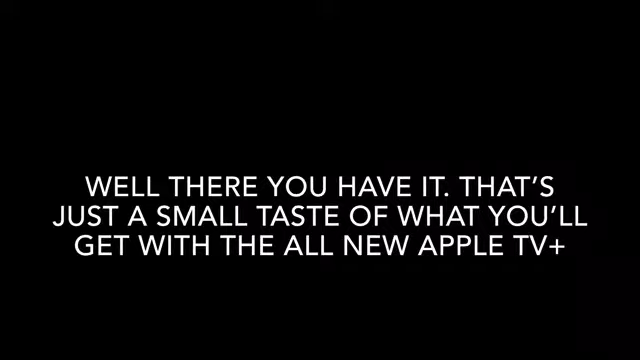 WELL THERE YOU HAVE IT. THAT’S
JUST A SMALL TASTE OF WHAT YOU’LL
GET WITH THE ALL NEW APPLE TV+